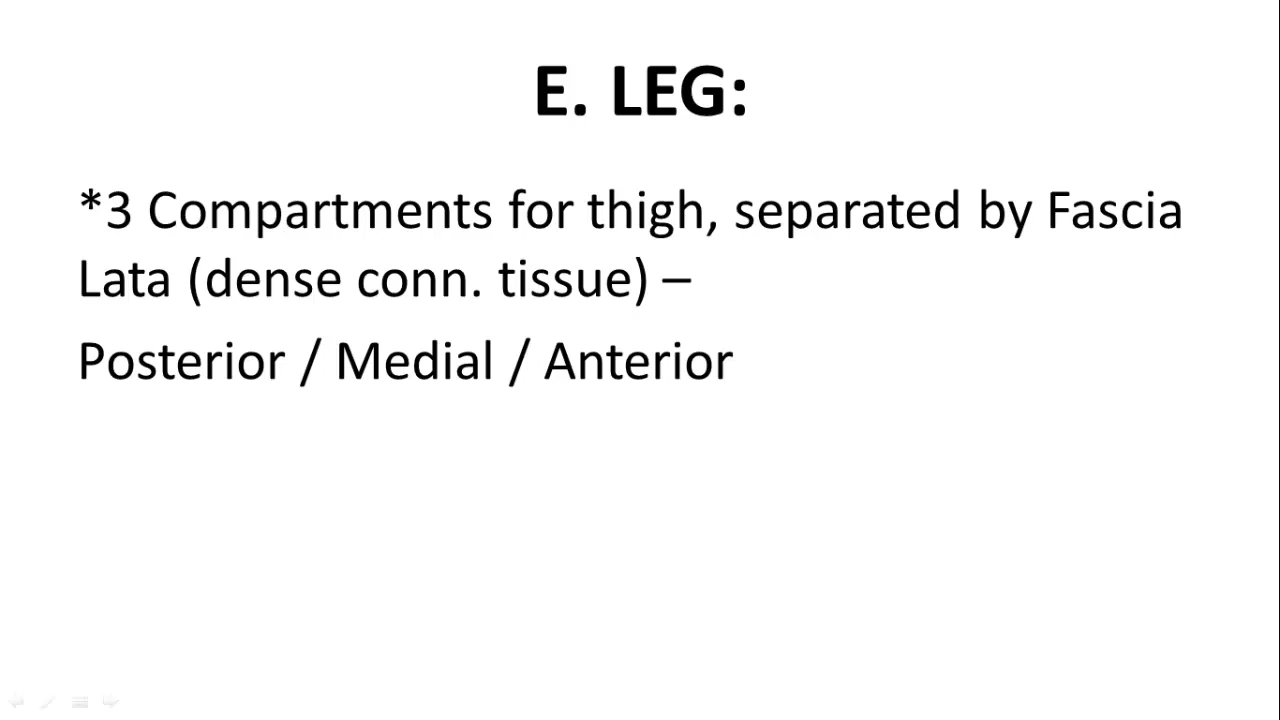 E. LEG:
*3 Compartments for thigh, separated by Fascia
Lata (dense conn. tissue) –
Posterior / Medial / Anterior